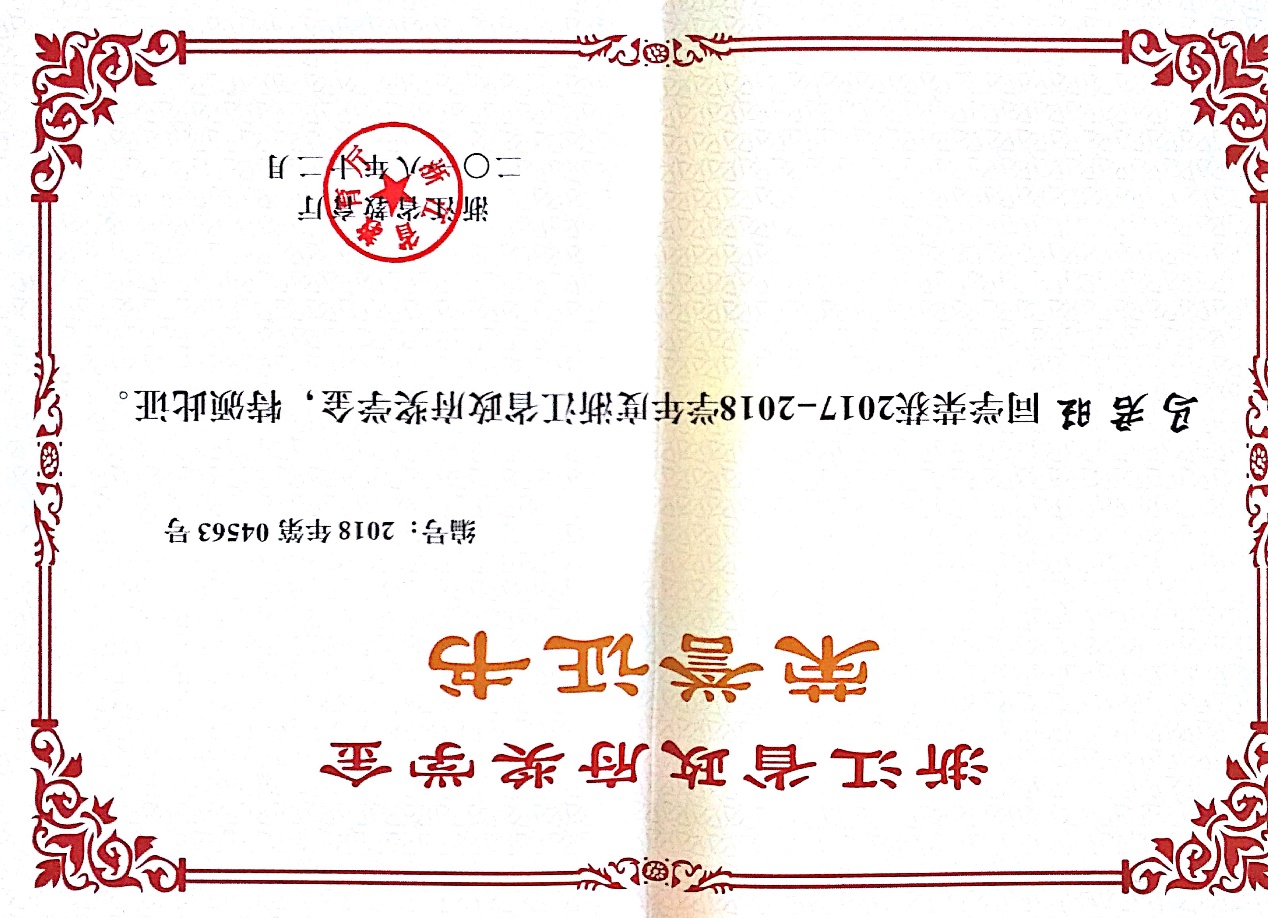 浙江省政府奖学金
荣誉证书
编号：2018年第04563号
马君旺 同学荣获2017-2018学年度浙江省政府奖学金，特颁此证。
浙江省教育厅
二〇一八年十二月
浙江省教育厅